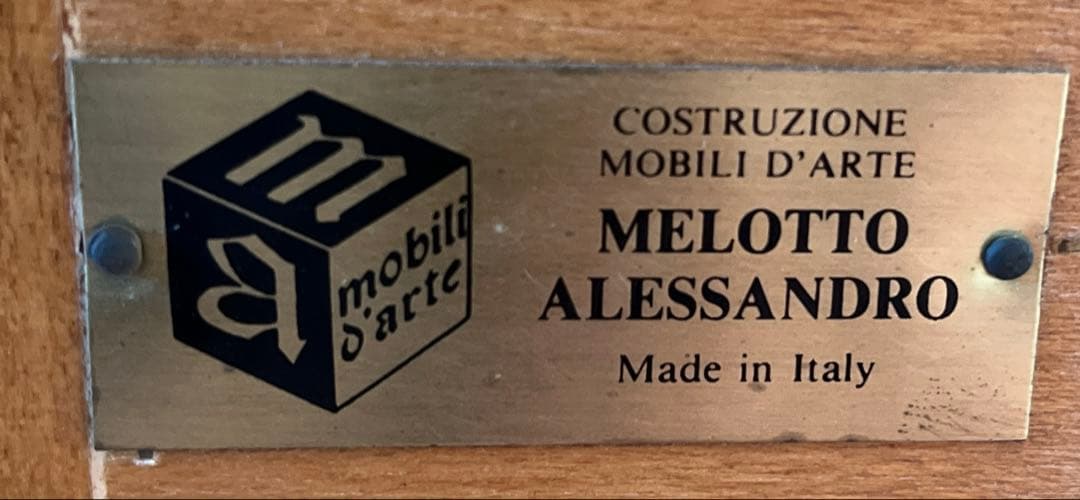 m
a
mobili
d'arte
COSTRUZIONE
MOBILI D'ARTE
MELOTTO
ALESSANDRO
Made in Italy